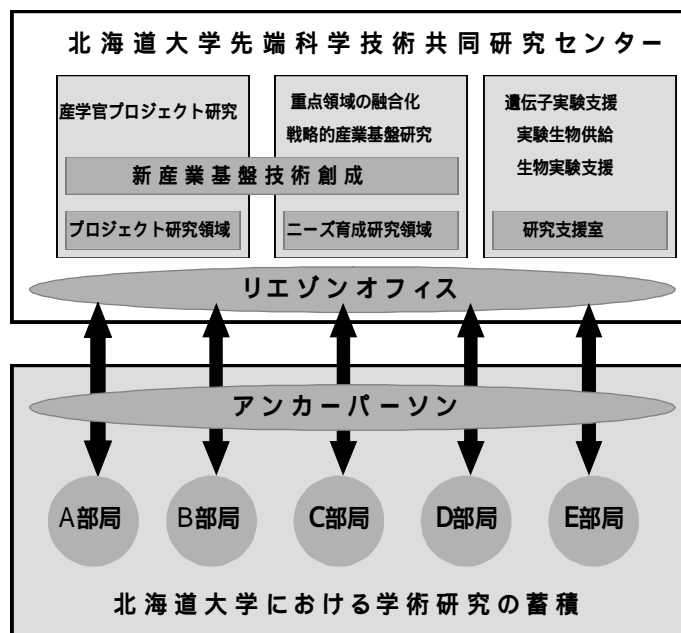 北海道大学先端科学技術共同研究センター
産学官プロジェクト研究
重点領域の融合化
戦略的産業基盤研究
遺伝子実験支援
実験生物供給
生物実験支援
新産業基盤技術創成
プロジェクト研究領域
ニーズ育成研究領域
研究支援室
リエゾンオフィス
アンカーパーソン
A部局
B部局
C部局
D部局
E部局
北海道大学における学術研究の蓄積